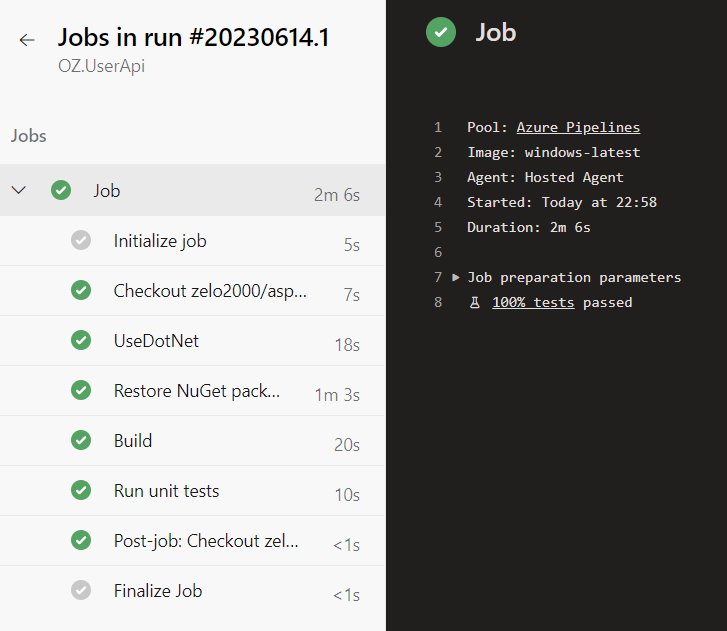 Jobs in run #20230614.1
OZ.UserApi
Jobs
Job 2m 6s
Initialize job 5s
Checkout zelo2000/asp... 7s
UseDotNet 18s
Restore NuGet pack... 1m 3s
Build 20s
Run unit tests 10s
Post-job: Checkout zel... <1s
Finalize Job <1s
Job
1 Pool: Azure Pipelines
2 Image: windows-latest
3 Agent: Hosted Agent
4 Started: Today at 22:58
5 Duration: 2m 6s
6
7 Job preparation parameters
8 100% tests passed